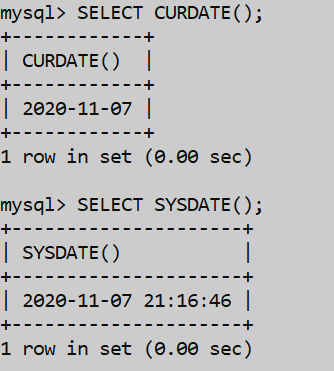 mysql> SELECT CURDATE();
+------------+
| CURDATE()  |
+------------+
| 2020-11-07 |
+------------+
1 row in set (0.00 sec)

mysql> SELECT SYSDATE();
+---------------------+
| SYSDATE()           |
+---------------------+
| 2020-11-07 21:16:46 |
+---------------------+
1 row in set (0.00 sec)